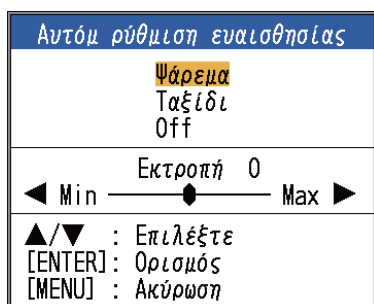 Αυτόμ ρύθμιση ευαισθησίας
Ψάρεμα
Ταξίδι
Off
Εκτροπή 0
◀ Min Max ▶
▲/▼ : Επιλέξτε
[ENTER]: Ορισμός
[MENU] : Ακύρωση